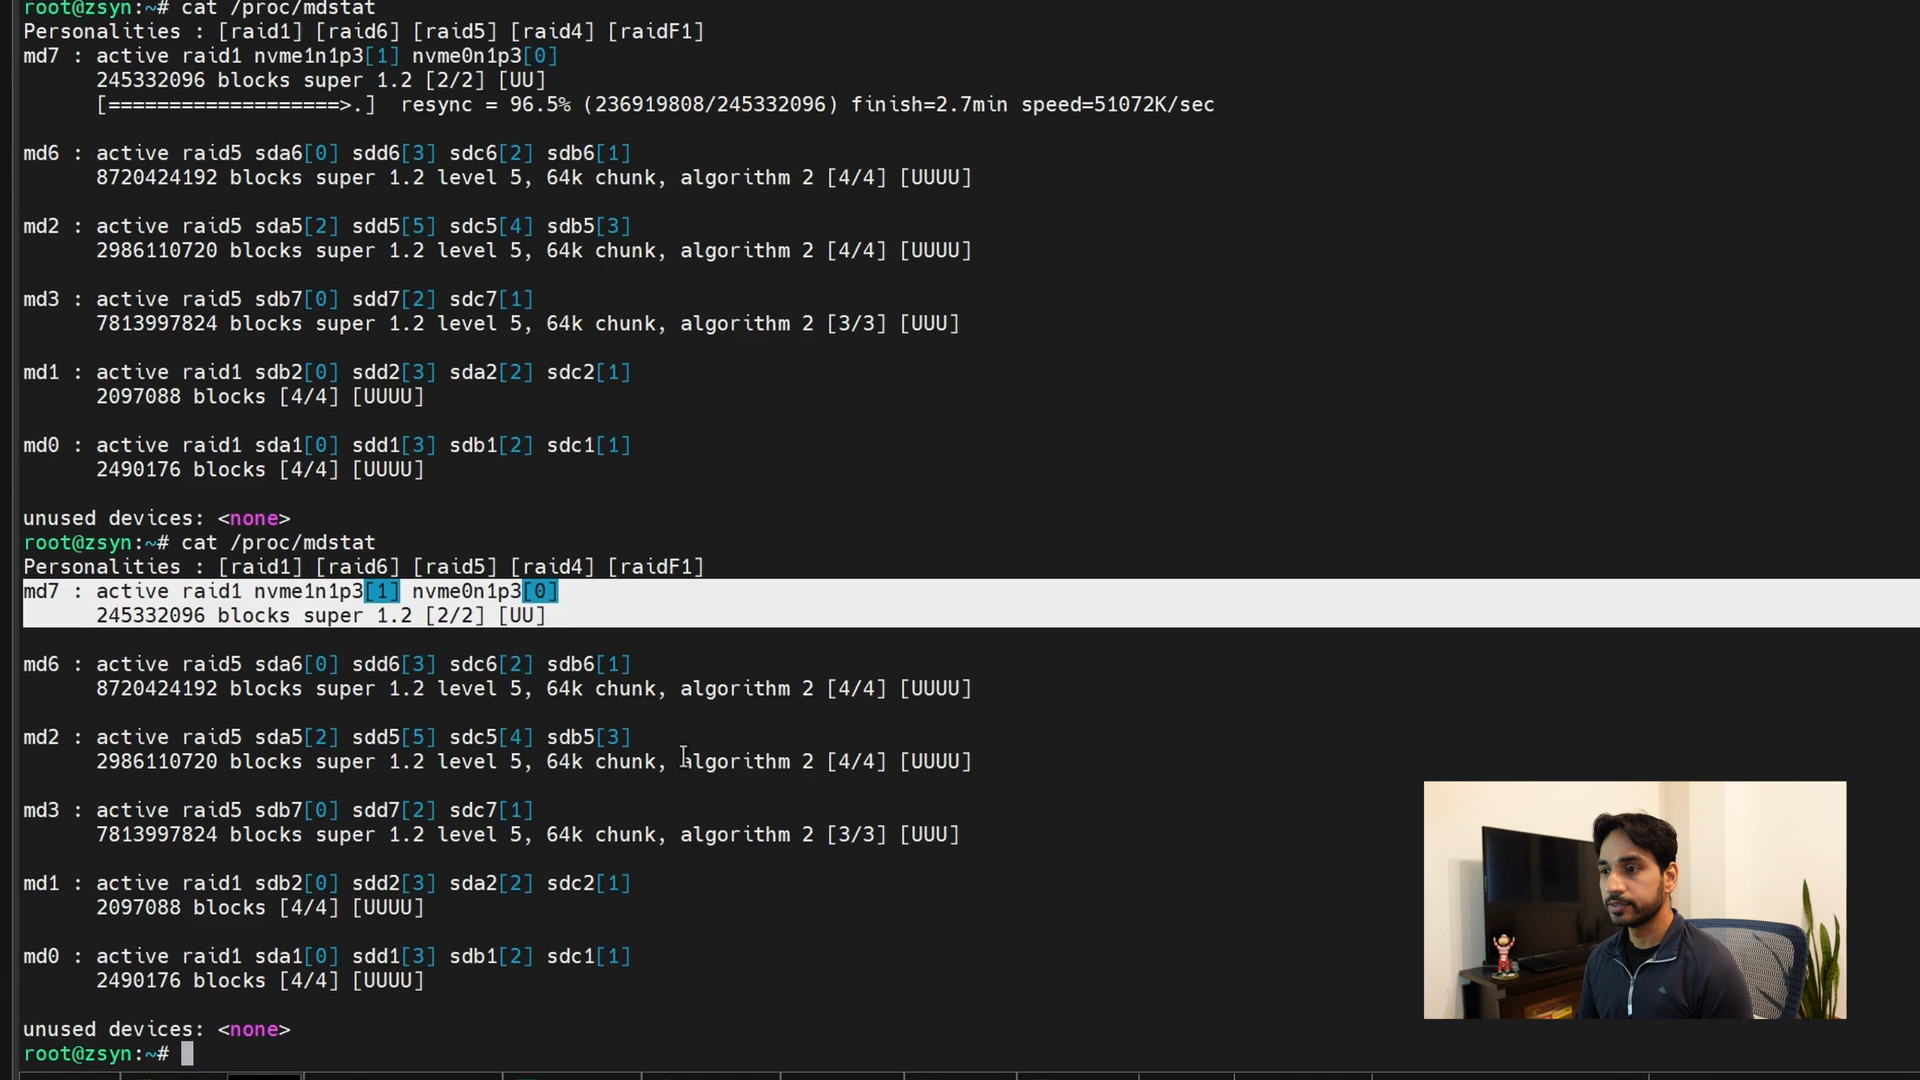 root@zsyn:~# cat /proc/mdstat
Personalities : [raid1] [raid6] [raid5] [raid4] [raidF1]
md7 : active raid1 nvme1n1p3[1] nvme0n1p3[0]
      245332096 blocks super 1.2 [2/2] [UU]
      [===================>.]  resync = 96.5% (236919808/245332096) finish=2.7min speed=51072K/sec

md6 : active raid5 sda6[0] sdd6[3] sdc6[2] sdb6[1]
      8720424192 blocks super 1.2 level 5, 64k chunk, algorithm 2 [4/4] [UUUU]

md2 : active raid5 sda5[2] sdd5[5] sdc5[4] sdb5[3]
      2986110720 blocks super 1.2 level 5, 64k chunk, algorithm 2 [4/4] [UUUU]

md3 : active raid5 sdb7[0] sdd7[2] sdc7[1]
      7813997824 blocks super 1.2 level 5, 64k chunk, algorithm 2 [3/3] [UUU]

md1 : active raid1 sdb2[0] sdd2[3] sda2[2] sdc2[1]
      2097088 blocks [4/4] [UUUU]

md0 : active raid1 sda1[0] sdd1[3] sdb1[2] sdc1[1]
      2490176 blocks [4/4] [UUUU]

unused devices: <none>
root@zsyn:~# cat /proc/mdstat
Personalities : [raid1] [raid6] [raid5] [raid4] [raidF1]
md7 : active raid1 nvme1n1p3[1] nvme0n1p3[0]
      245332096 blocks super 1.2 [2/2] [UU]

md6 : active raid5 sda6[0] sdd6[3] sdc6[2] sdb6[1]
      8720424192 blocks super 1.2 level 5, 64k chunk, algorithm 2 [4/4] [UUUU]

md2 : active raid5 sda5[2] sdd5[5] sdc5[4] sdb5[3]
      2986110720 blocks super 1.2 level 5, 64k chunk, algorithm 2 [4/4] [UUUU]

md3 : active raid5 sdb7[0] sdd7[2] sdc7[1]
      7813997824 blocks super 1.2 level 5, 64k chunk, algorithm 2 [3/3] [UUU]

md1 : active raid1 sdb2[0] sdd2[3] sda2[2] sdc2[1]
      2097088 blocks [4/4] [UUUU]

md0 : active raid1 sda1[0] sdd1[3] sdb1[2] sdc1[1]
      2490176 blocks [4/4] [UUUU]

unused devices: <none>
root@zsyn:~#